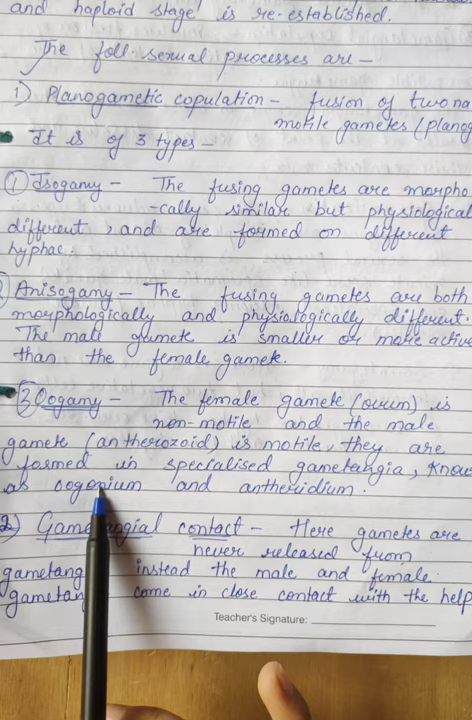 and haploid stage' is re-established.
The foll. sexual processes are -
1) Planogametic copulation - fusion of two na
motile gametes (planog
It is of 3 types -
1 Isogamy - The fusing gametes are morpho
-cally similar but physiological
different, and are formed on different
hyphae.
Anisogamy - The fusing gametes are both
morphologically and physiologically different.
The male gamete is smaller or more active
than the female gamete.
3 Oogamy - The female gamete (ovum) is
non-motile and the male
gamete (antherozoid) is motile, they are
formed in specialised gametangia, know
as oogonium and antheridium.
2) Gametangial contact - Here gametes are
never released from
gametang instead the male and female
gametan come in close contact with the help
Teacher's Signature: